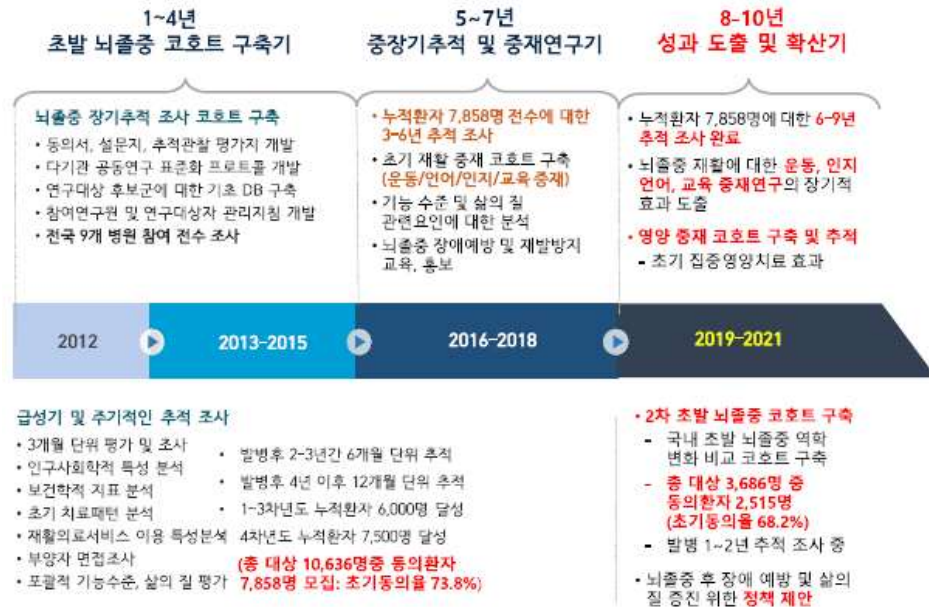 1~4년
초발 뇌졸중 코호트 구축기
5~7년
중장기추적 및 중재연구기
8-10년
성과 도출 및 확산기
뇌졸중 장기추적 조사 코호트 구축
• 동의서, 설문지, 추적관찰 평가지 개발
• 다기관 공동연구 표준화 프로토콜 개발
• 연구대상 후보군에 대한 기초 DB 구축
• 참여연구원 및 연구대상자 관리지침 개발
• 전국 9개 병원 참여 전수 조사
• 누적환자 7,858명 전수에 대한
3-6년 추적 조사
• 초기 재활 중재 코호트 구축
(운동/언어/인지/교육 중재)
• 기능 수준 및 삶의 질
관련요인에 대한 분석
• 뇌졸중 장애예방 및 재발방지
교육, 홍보
• 누적환자 7,858명에 대한 6-9년
추적 조사 완료
• 뇌졸중 재활에 대한 운동, 인지
언어, 교육 중재연구의 장기적
효과 도출
• 영양 중재 코호트 구축 및 추적
- 초기 집중영양치료 효과
2012
2013-2015
2016-2018
2019-2021
급성기 및 주기적인 추적 조사
• 3개월 단위 평가 및 조사
• 인구사회학적 특성 분석
• 보건학적 지표 분석
• 초기 치료패턴 분석
• 재활의료서비스 이용 특성분석
• 부양자 면접조사
• 포괄적 기능수준, 삶의 질 평가
• 발병후 2-3년간 6개월 단위 추적
• 발병후 4년 이후 12개월 단위 추적
• 1-3차년도 누적환자 6,000명 달성
4차년도 누적환자 7,500명 달성
(총 대상 10,636명중 동의환자
7,858명 모집: 초기동의율 73.8%)
• 2차 초발 뇌졸중 코호트 구축
- 국내 초발 뇌졸중 역학
변화 비교 코호트 구축
- 총 대상 3,686명 중
동의환자 2,515명
(초기동의율 68.2%)
- 발병 1~2년 추적 조사 중
• 뇌졸중 후 장애 예방 및 삶의
질 증진 위한 정책 제안